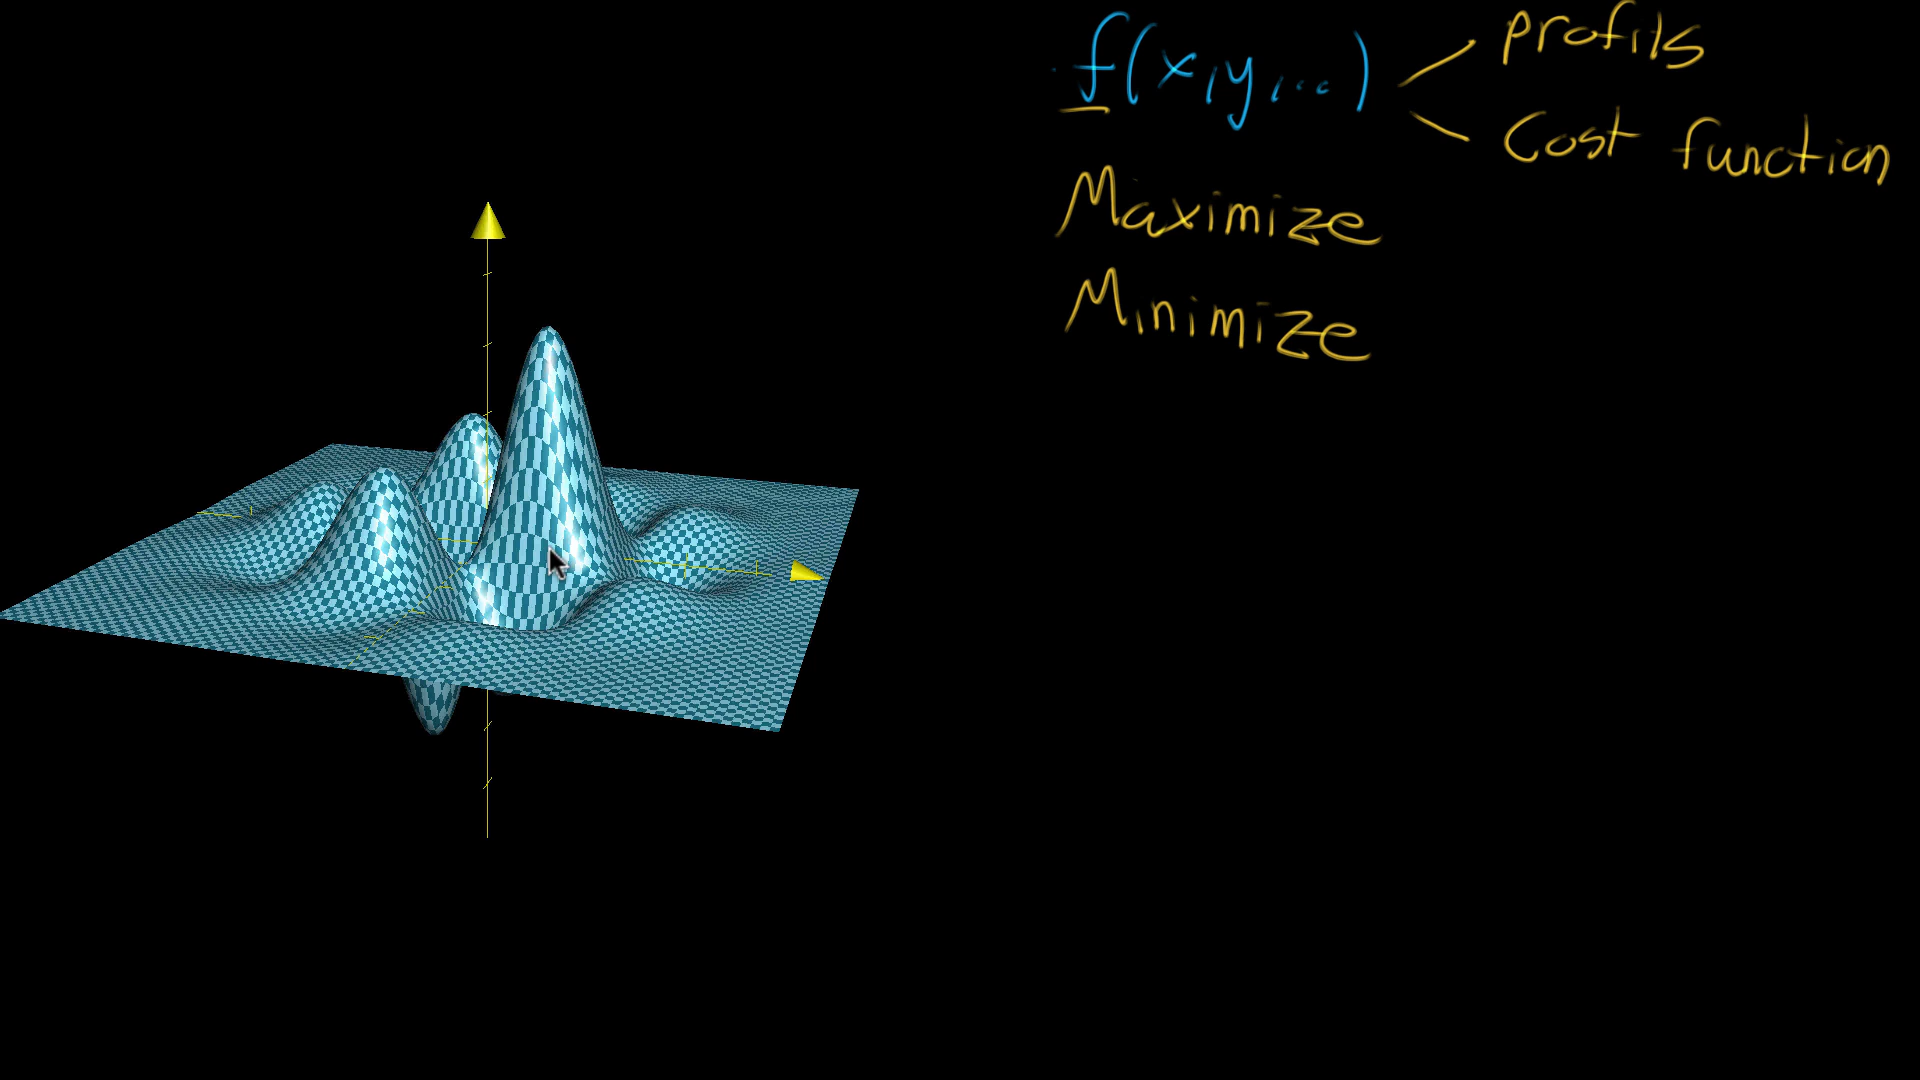 f(x,y,...)
Profits
Cost function
Maximize
Minimize